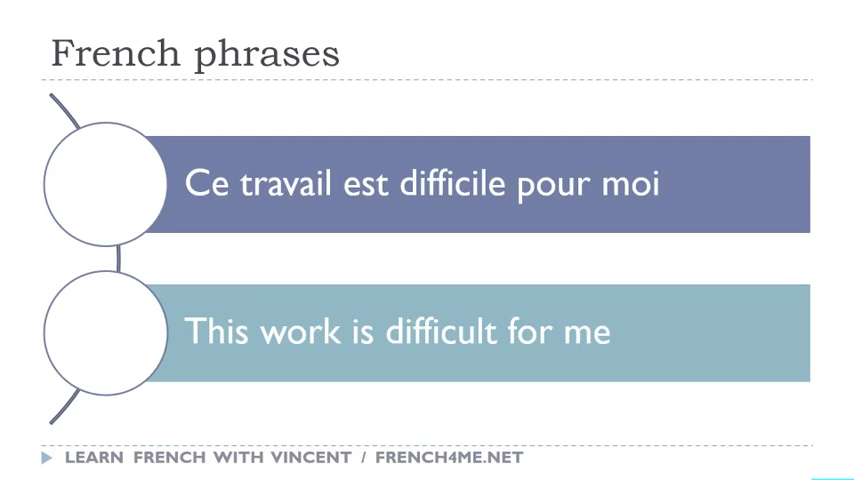 French phrases
Ce travail est difficile pour moi
This work is difficult for me
LEARN FRENCH WITH VINCENT / FRENCH4ME.NET